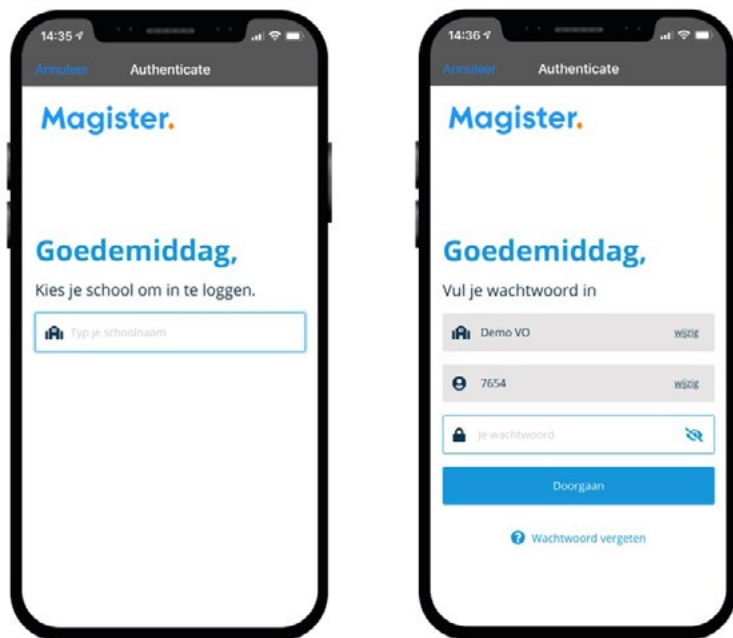 14:35
Annuleer Authenticate
Magister.
Goedemiddag,
Kies je school om in te loggen.
Typ je schoolnaam
14:36
Annuleer Authenticate
Magister.
Goedemiddag,
Vul je wachtwoord in
Demo VO wijzig
7654 wijzig
Je wachtwoord
Doorgaan
? Wachtwoord vergeten